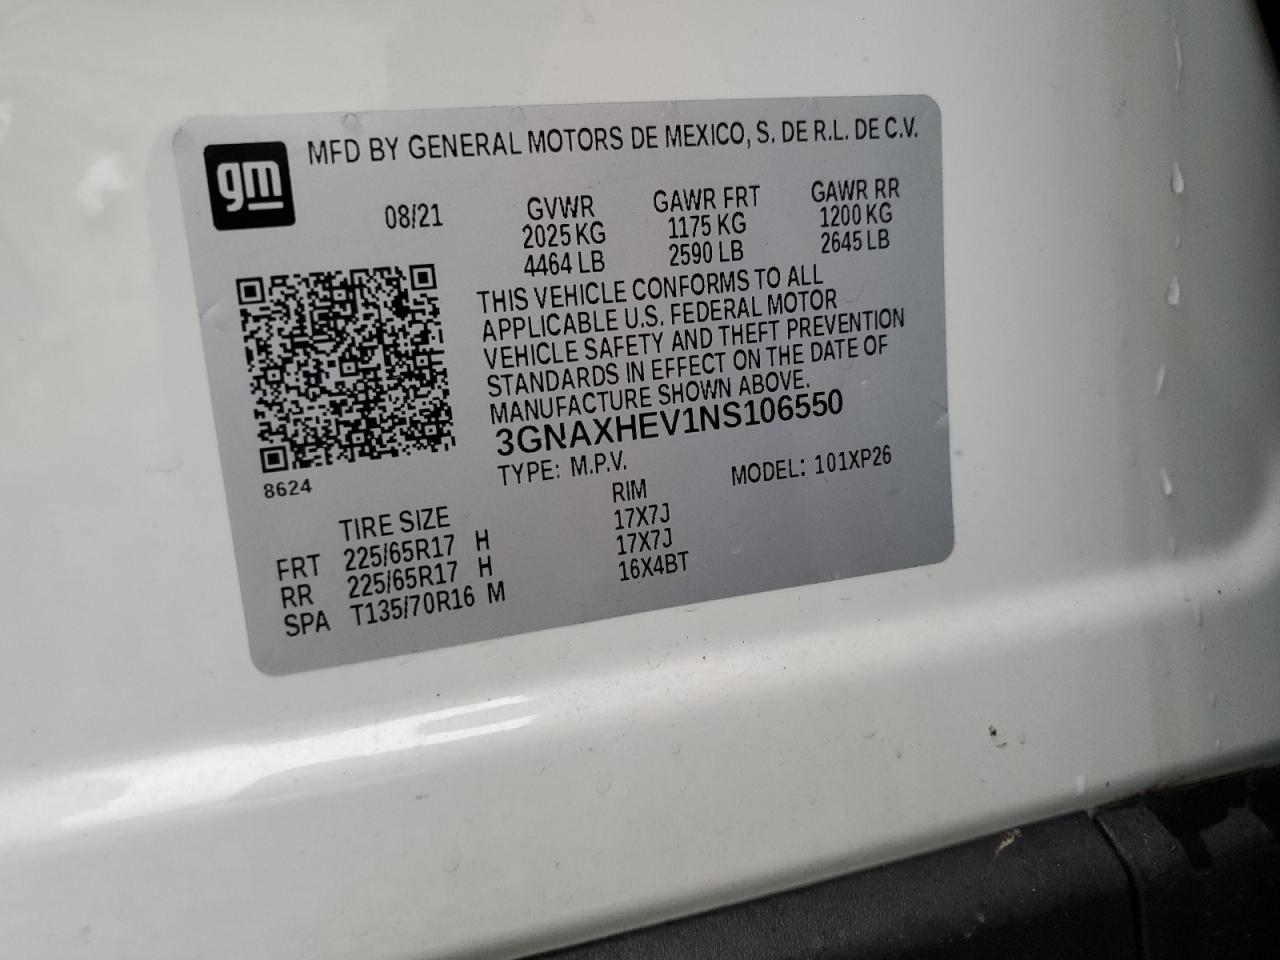 gm
MFD BY GENERAL MOTORS DE MEXICO, S. DE R.L. DE C.V.
08/21 GVWR GAWR FRT GAWR RR
2025 KG 1175 KG 1200 KG
4464 LB 2590 LB 2645 LB
THIS VEHICLE CONFORMS TO ALL
APPLICABLE U.S. FEDERAL MOTOR
VEHICLE SAFETY AND THEFT PREVENTION
STANDARDS IN EFFECT ON THE DATE OF
MANUFACTURE SHOWN ABOVE.
3GNAXHEV1NS106550
TYPE: M.P.V. MODEL: 101XP26
8624
TIRE SIZE RIM
FRT 225/65R17 H 17X7J
RR 225/65R17 H 17X7J
SPA T135/70R16 M 16X4BT